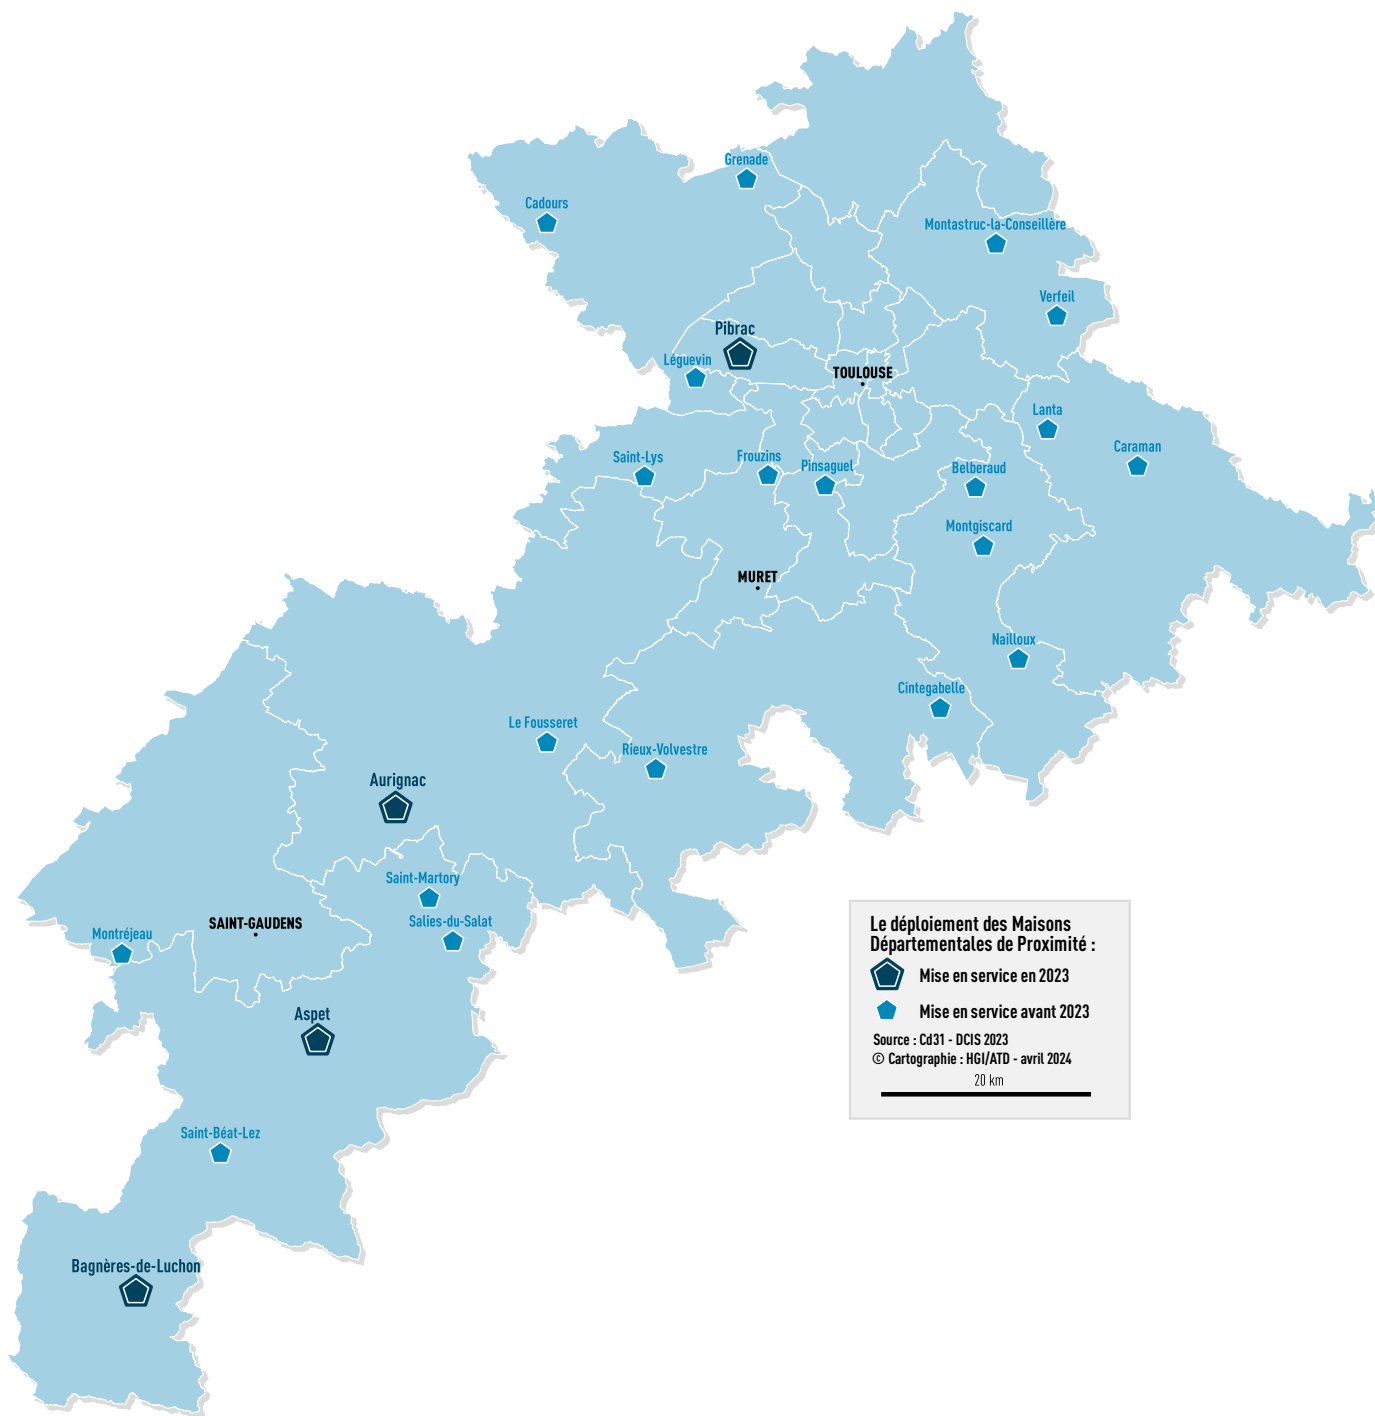 Grenade
Cadours
Montastruc-la-Conseillère
Verfeil
Pibrac
Léguevin
TOULOUSE
Lanta
Caraman
Saint-Lys
Frouzins
Pinsaguel
Belberaud
Montgiscard
MURET
Nailloux
Cintegabelle
Le Fousseret
Rieux-Volvestre
Aurignac
Saint-Martory
Salies-du-Salat
SAINT-GAUDENS
Montréjeau
Aspet
Saint-Béat-Lez
Bagnères-de-Luchon
Le déploiement des Maisons
Départementales de Proximité :
Mise en service en 2023
Mise en service avant 2023
Source : Cd31 - DCIS 2023
© Cartographie : HGI/ATD - avril 2024
20 km